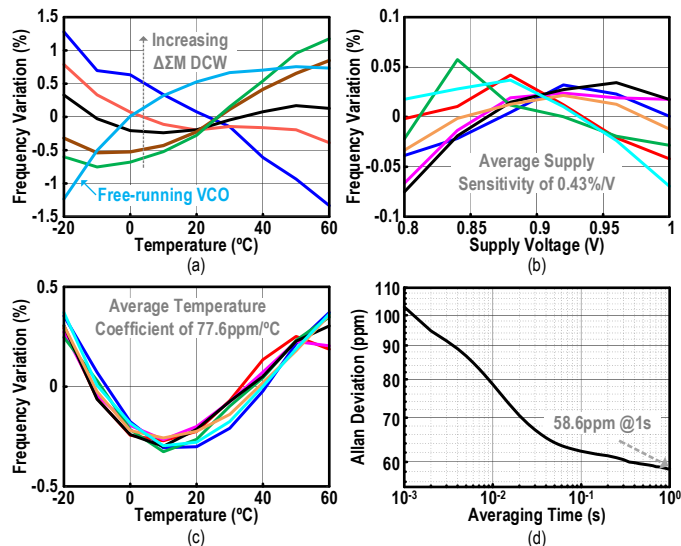 Frequency Variation (%)
1.5
1
0.5
0
-0.5
-1
-1.5
Increasing
ΔΣM DCW
Free-running VCO
-20
0
20
40
60
Temperature (ºC)
(a)
Frequency Variation (%)
0.1
0.05
0
-0.05
-0.1
Average Supply
Sensitivity of 0.43%/V
0.8
0.85
0.9
0.95
1
Supply Voltage (V)
(b)
Frequency Variation (%)
0.5
0
-0.5
Average Temperature
Coefficient of 77.6ppm/ºC
-20
0
20
40
60
Temperature (ºC)
(c)
Allan Deviation (ppm)
110
100
90
80
70
60
58.6ppm @1s
10-3
10-2
10-1
100
Averaging Time (s)
(d)